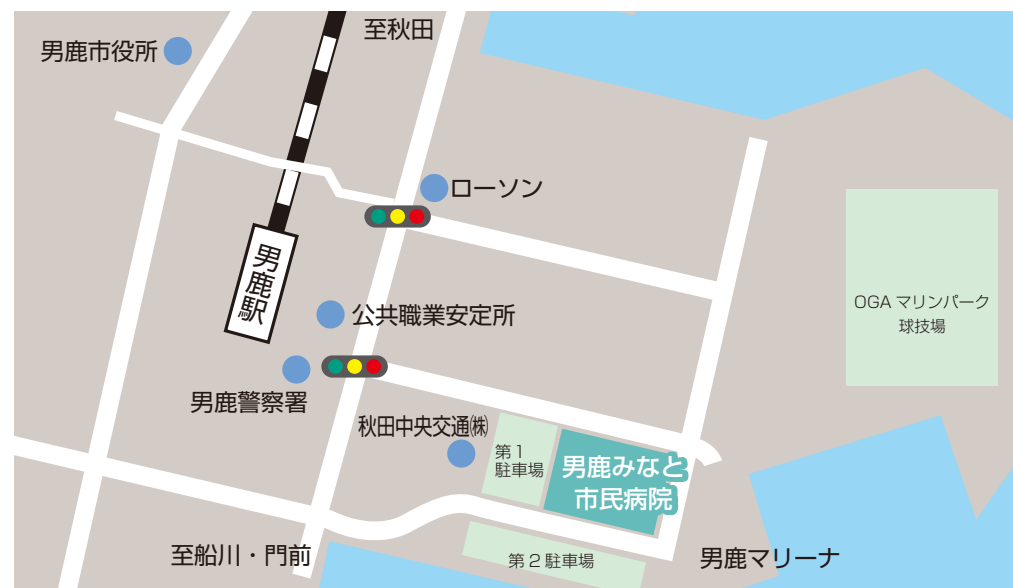 至秋田
男鹿市役所
ローソン
男鹿駅
公共職業安定所
OGA マリンパーク
球技場
男鹿警察署
秋田中央交通㈱
第1
駐車場
男鹿みなと
市民病院
第2駐車場
至船川・門前
男鹿マリーナ